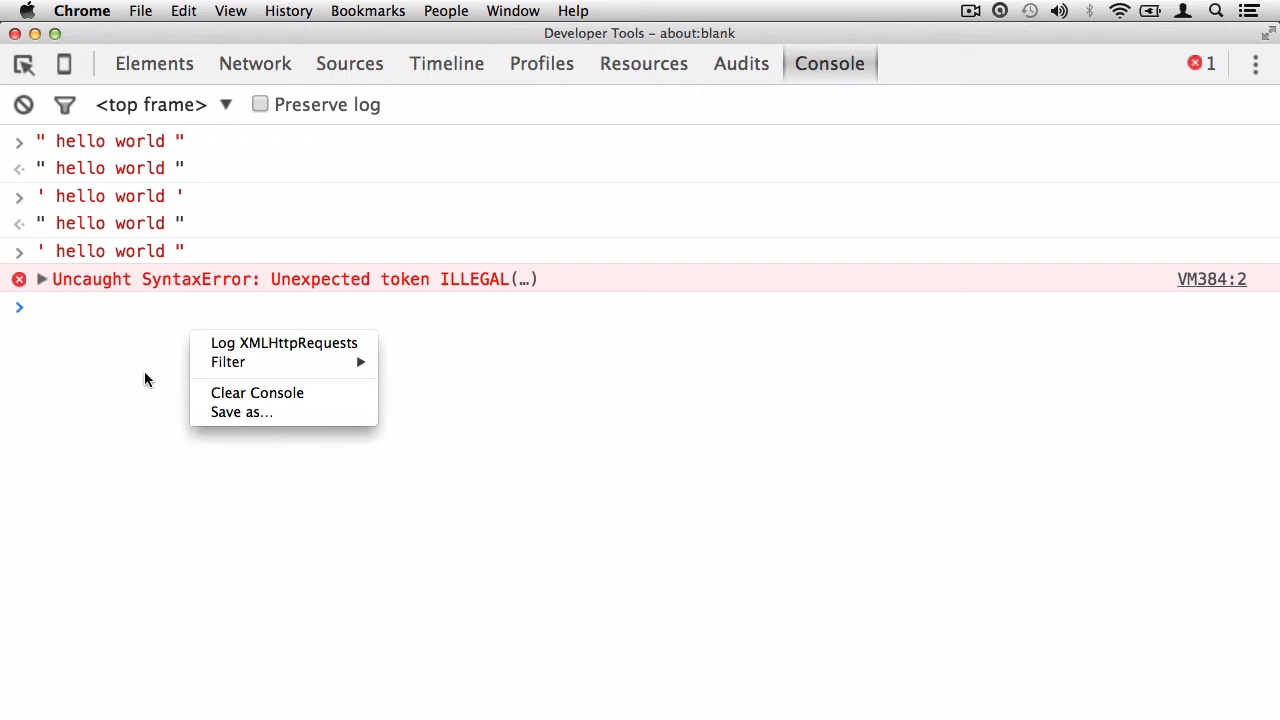 Chrome File Edit View History Bookmarks People Window Help
Developer Tools - about:blank
Elements Network Sources Timeline Profiles Resources Audits Console 1
<top frame> Preserve log
" hello world "
" hello world "
' hello world '
" hello world "
' hello world "
Uncaught SyntaxError: Unexpected token ILLEGAL(…) VM384:2
Log XMLHttpRequests
Filter
Clear Console
Save as...